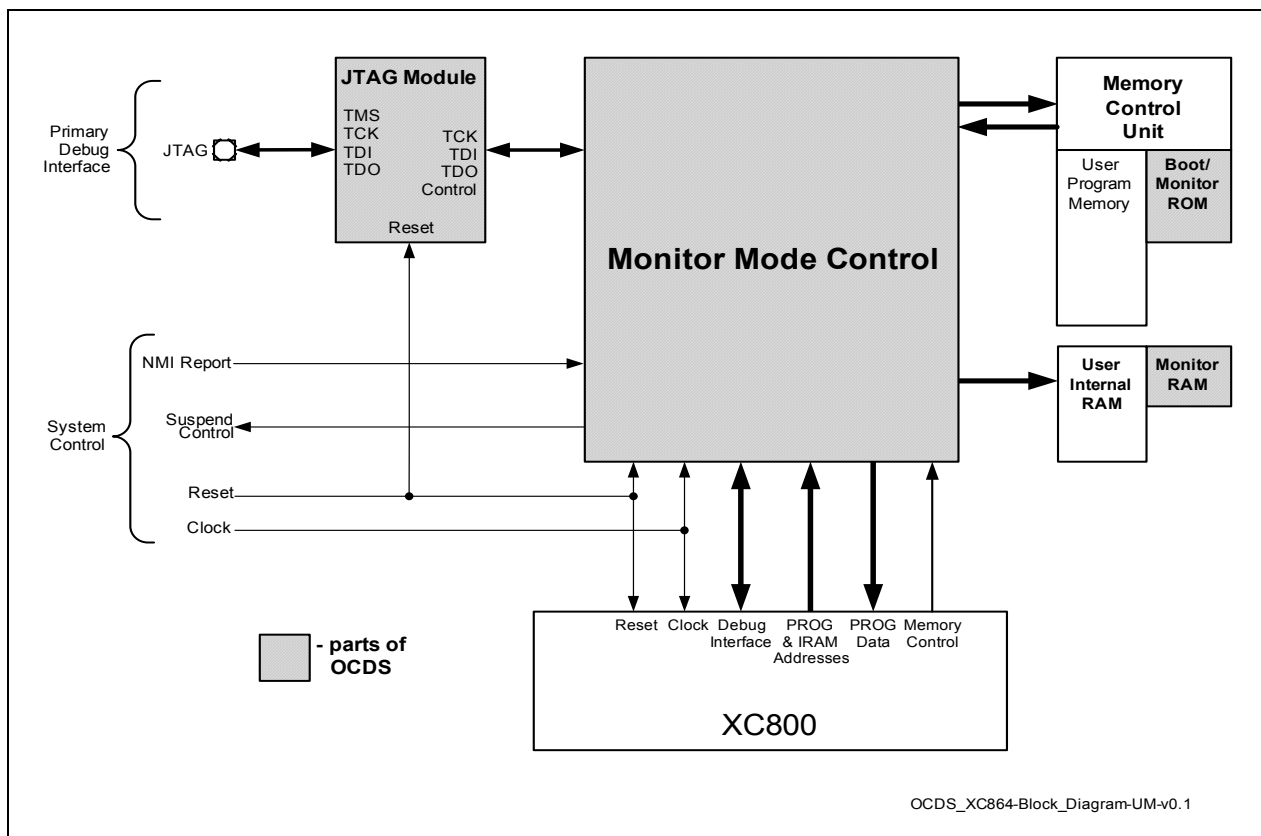 Primary
Debug
Interface
JTAG
JTAG Module
TMS
TCK
TDI
TDO
TCK
TDI
TDO
Control
Reset
Monitor Mode Control
Memory
Control
Unit
User
Program
Memory
Boot/
Monitor
ROM
User
Internal
RAM
Monitor
RAM
System
Control
NMI Report
Suspend
Control
Reset
Clock
Reset
Clock
Debug
Interface
PROG
& IRAM
Addresses
PROG
Data
Memory
Control
XC800
- parts of
OCDS
OCDS_XC864-Block_Diagram-UM-v0.1